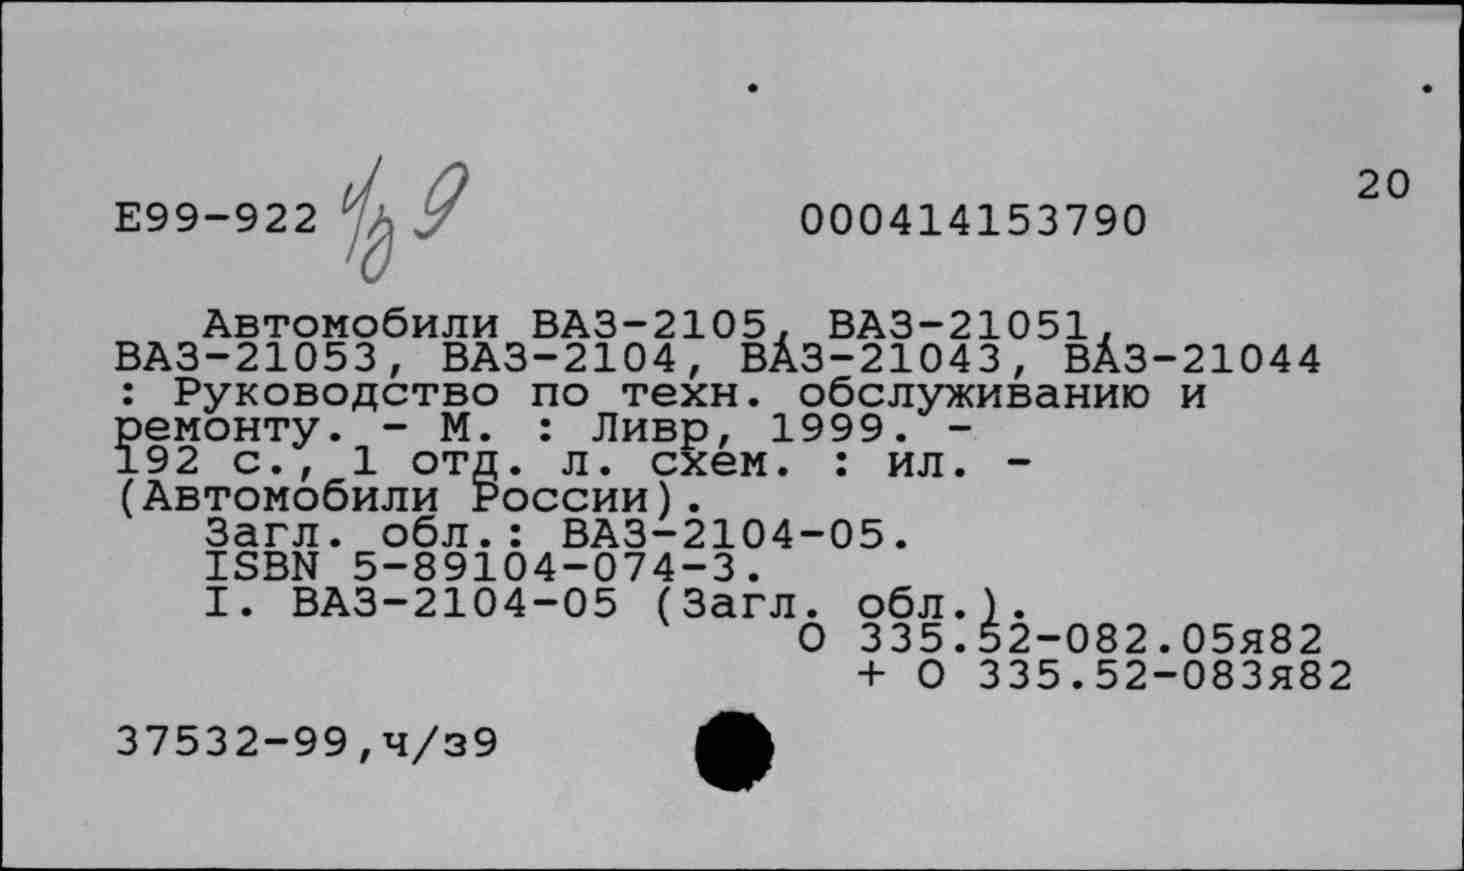 20
E99-922 ч/з 9 000414153790
Автомобили ВАЗ-2105, ВАЗ-21051,
ВАЗ-21053, ВАЗ-2104, ВАЗ-21043, ВАЗ-21044
: Руководство по техн. обслуживанию и
ремонту. - М. : Ливр, 1999. -
192 с., 1 отд. л. схем. : ил. -
(Автомобили России).
Загл. обл.: ВАЗ-2104-05.
ISBN 5-89104-074-3.
I. ВАЗ-2104-05 (Загл. обл.).
О 335.52-082.05я82
+ О 335.52-083я82
37532-99,ч/з9